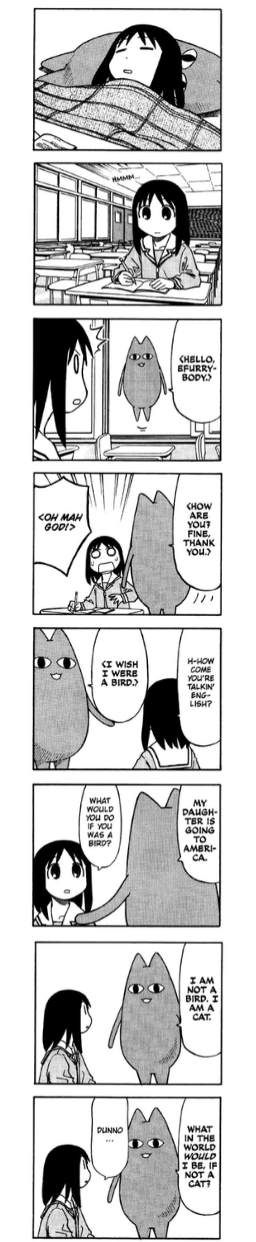 HMMM...
<HELLO,
EFURRY-
BODY.>
<HOW
ARE
YOU?
FINE,
THANK
YOU.>
<OH MAH
GOD!>
H-HOW
COME
YOU'RE
TALKIN'
ENG-
LISH?
<I WISH
I WERE
A BIRD.>
MY
DAUGH-
TER IS
GOING
TO
AMERI-
CA.
WHAT
WOULD
YOU DO
IF YOU
WAS A
BIRD?
I AM
NOT A
BIRD. I
AM A
CAT.
WHAT
IN THE
WORLD
WOULD
I BE, IF
NOT A
CAT?
DUNNO
...